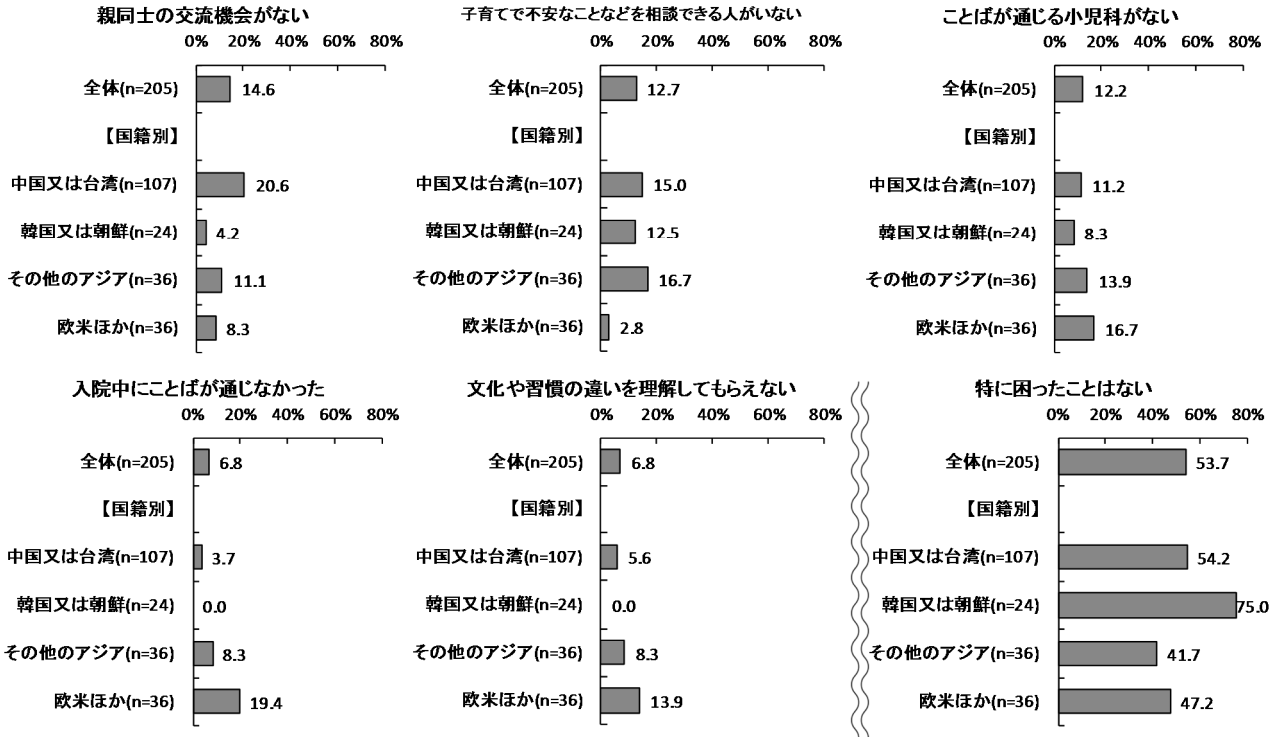 親同士の交流機会がない
0% 20% 40% 60% 80%
全体(n=205) 14.6
【国籍別】
中国又は台湾(n=107) 20.6
韓国又は朝鮮(n=24) 4.2
その他のアジア(n=36) 11.1
欧米ほか(n=36) 8.3
子育てで不安なことなどを相談できる人がいない
0% 20% 40% 60% 80%
全体(n=205) 12.7
【国籍別】
中国又は台湾(n=107) 15.0
韓国又は朝鮮(n=24) 12.5
その他のアジア(n=36) 16.7
欧米ほか(n=36) 2.8
ことばが通じる小児科がない
0% 20% 40% 60% 80%
全体(n=205) 12.2
【国籍別】
中国又は台湾(n=107) 11.2
韓国又は朝鮮(n=24) 8.3
その他のアジア(n=36) 13.9
欧米ほか(n=36) 16.7
入院中にことばが通じなかった
0% 20% 40% 60% 80%
全体(n=205) 6.8
【国籍別】
中国又は台湾(n=107) 3.7
韓国又は朝鮮(n=24) 0.0
その他のアジア(n=36) 8.3
欧米ほか(n=36) 19.4
文化や習慣の違いを理解してもらえない
0% 20% 40% 60% 80%
全体(n=205) 6.8
【国籍別】
中国又は台湾(n=107) 5.6
韓国又は朝鮮(n=24) 0.0
その他のアジア(n=36) 8.3
欧米ほか(n=36) 13.9
特に困ったことはない
0% 20% 40% 60% 80%
全体(n=205) 53.7
【国籍別】
中国又は台湾(n=107) 54.2
韓国又は朝鮮(n=24) 75.0
その他のアジア(n=36) 41.7
欧米ほか(n=36) 47.2